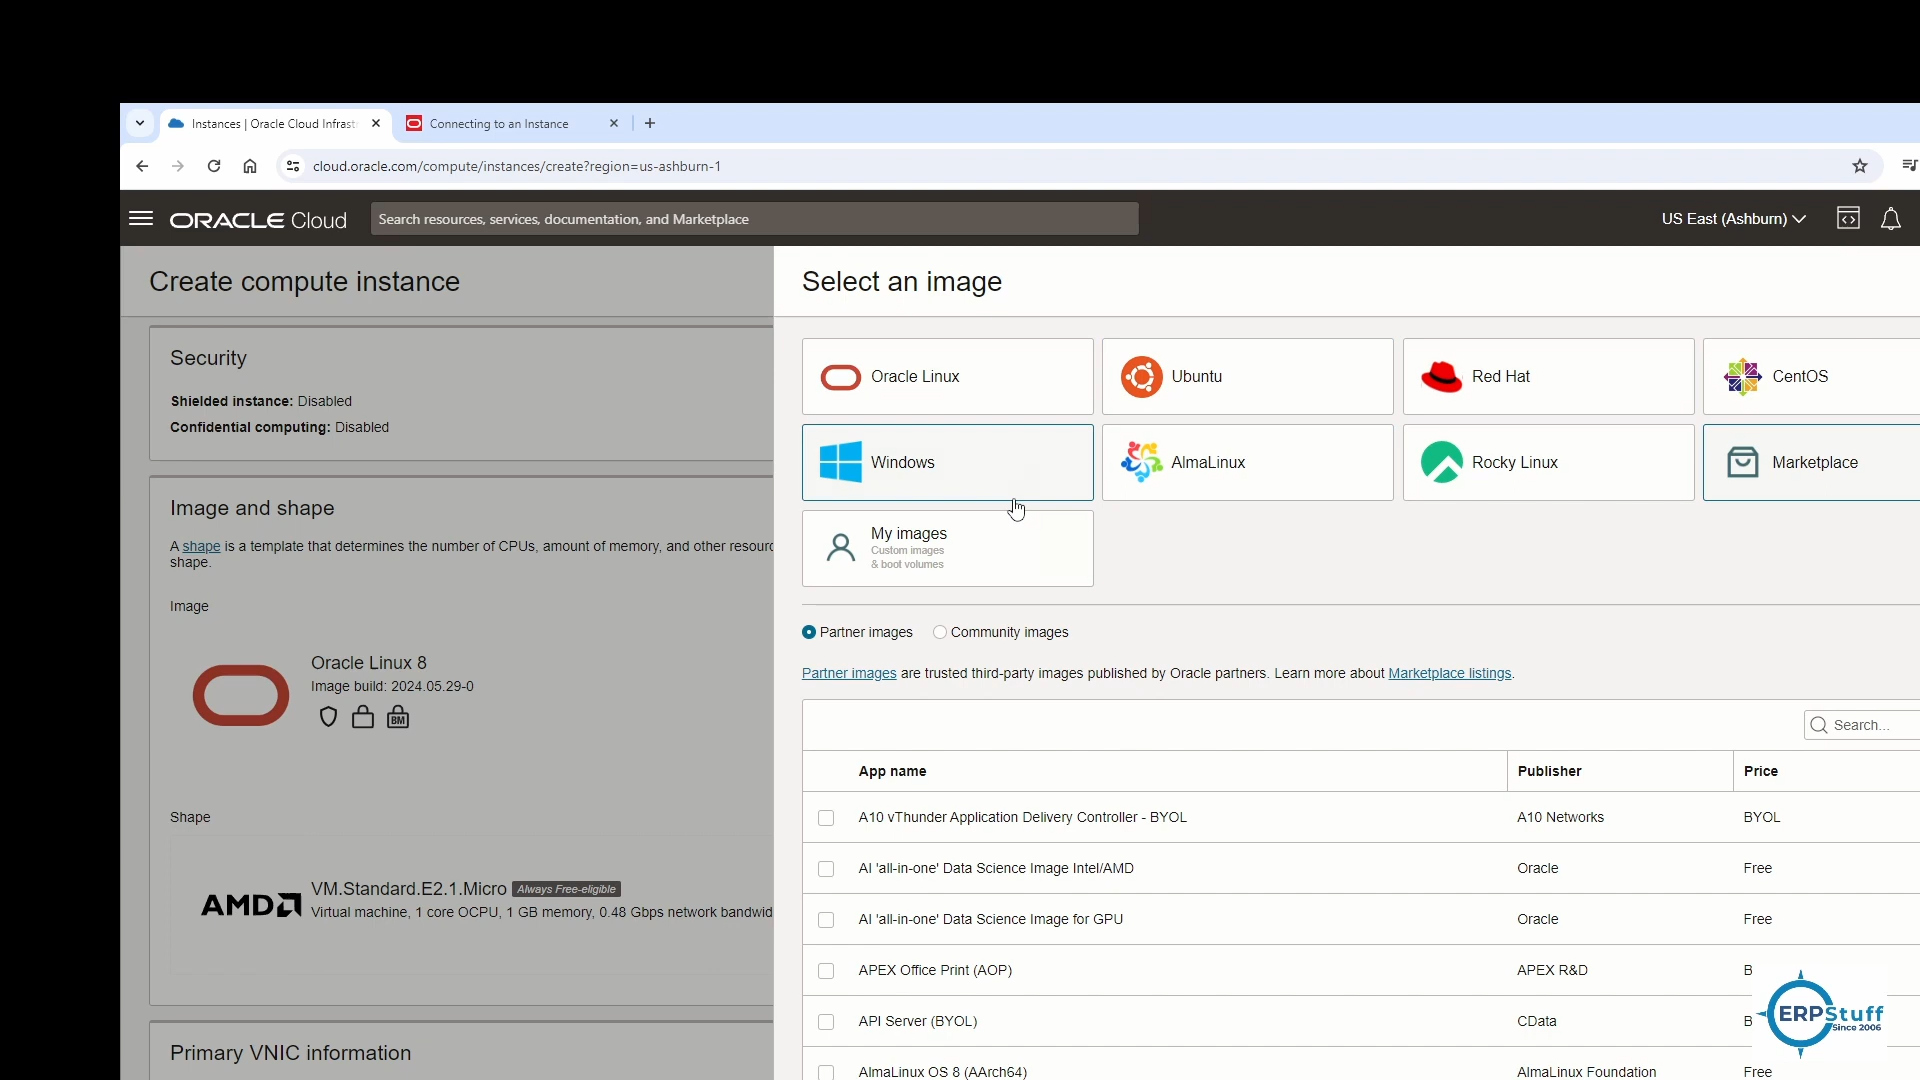 Instances | Oracle Cloud Infrast
Connecting to an Instance
cloud.oracle.com/compute/instances/create?region=us-ashburn-1
ORACLE Cloud
Search resources, services, documentation, and Marketplace
US East (Ashburn)
Create compute instance
Security
Shielded instance: Disabled
Confidential computing: Disabled
Image and shape
A shape is a template that determines the number of CPUs, amount of memory, and other resourc
shape.
Image
Oracle Linux 8
Image build: 2024.05.29-0
BM
Shape
AMD
VM.Standard.E2.1.Micro Always Free-eligible
Virtual machine, 1 core OCPU, 1 GB memory, 0.48 Gbps network bandwid
Primary VNIC information
Select an image
Oracle Linux
Ubuntu
Red Hat
CentOS
Windows
AlmaLinux
Rocky Linux
Marketplace
My images
Custom images
& boot volumes
Partner images
Community images
Partner images are trusted third-party images published by Oracle partners. Learn more about Marketplace listings.
Search...
App name Publisher Price
A10 vThunder Application Delivery Controller - BYOL A10 Networks BYOL
AI 'all-in-one' Data Science Image Intel/AMD Oracle Free
AI 'all-in-one' Data Science Image for GPU Oracle Free
APEX Office Print (AOP) APEX R&D B
API Server (BYOL) CData B
AlmaLinux OS 8 (AArch64) AlmaLinux Foundation Free
ERPStuff
Since 2006